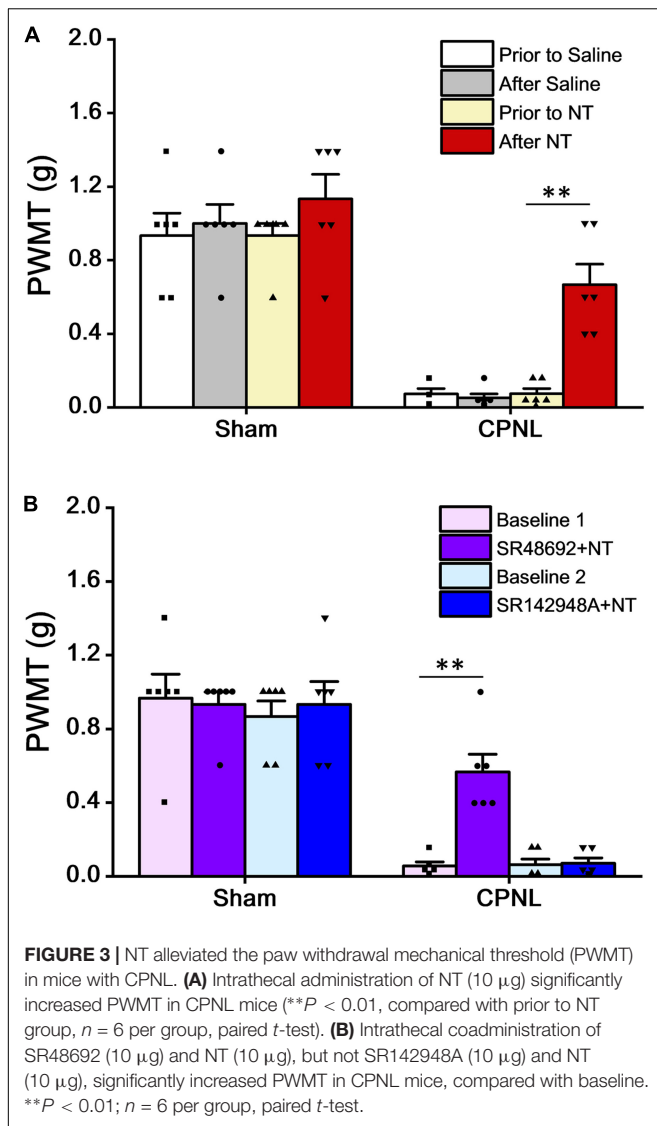 A
2.0
1.6
1.2
0.8
0.4
0.0
PWMT (g)
Prior to Saline
After Saline
Prior to NT
After NT
**
Sham
CPNL
B
2.0
1.6
1.2
0.8
0.4
0.0
PWMT (g)
Baseline 1
SR48692+NT
Baseline 2
SR142948A+NT
**
Sham
CPNL
FIGURE 3 | NT alleviated the paw withdrawal mechanical threshold (PWMT)
in mice with CPNL. (A) Intrathecal administration of NT (10 μg) significantly
increased PWMT in CPNL mice (**P < 0.01, compared with prior to NT
group, n = 6 per group, paired t-test). (B) Intrathecal coadministration of
SR48692 (10 μg) and NT (10 μg), but not SR142948A (10 μg) and NT
(10 μg), significantly increased PWMT in CPNL mice, compared with baseline.
**P < 0.01; n = 6 per group, paired t-test.